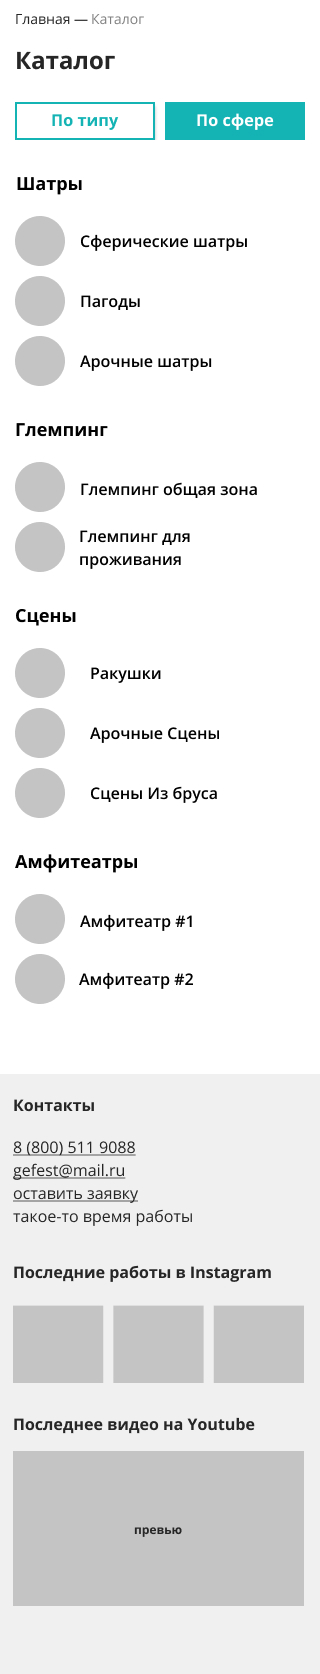 Главная — Каталог
Каталог
По типу
По сфере
Шатры
Сферические шатры
Пагоды
Арочные шатры
Глемпинг
Глемпинг общая зона
Глемпинг для
проживания
Сцены
Ракушки
Арочные Сцены
Сцены Из бруса
Амфитеатры
Амфитеатр #1
Амфитеатр #2
Контакты
8 (800) 511 9088
gefest@mail.ru
оставить заявку
такое-то время работы
Последние работы в Instagram
Последнее видео на Youtube
превью